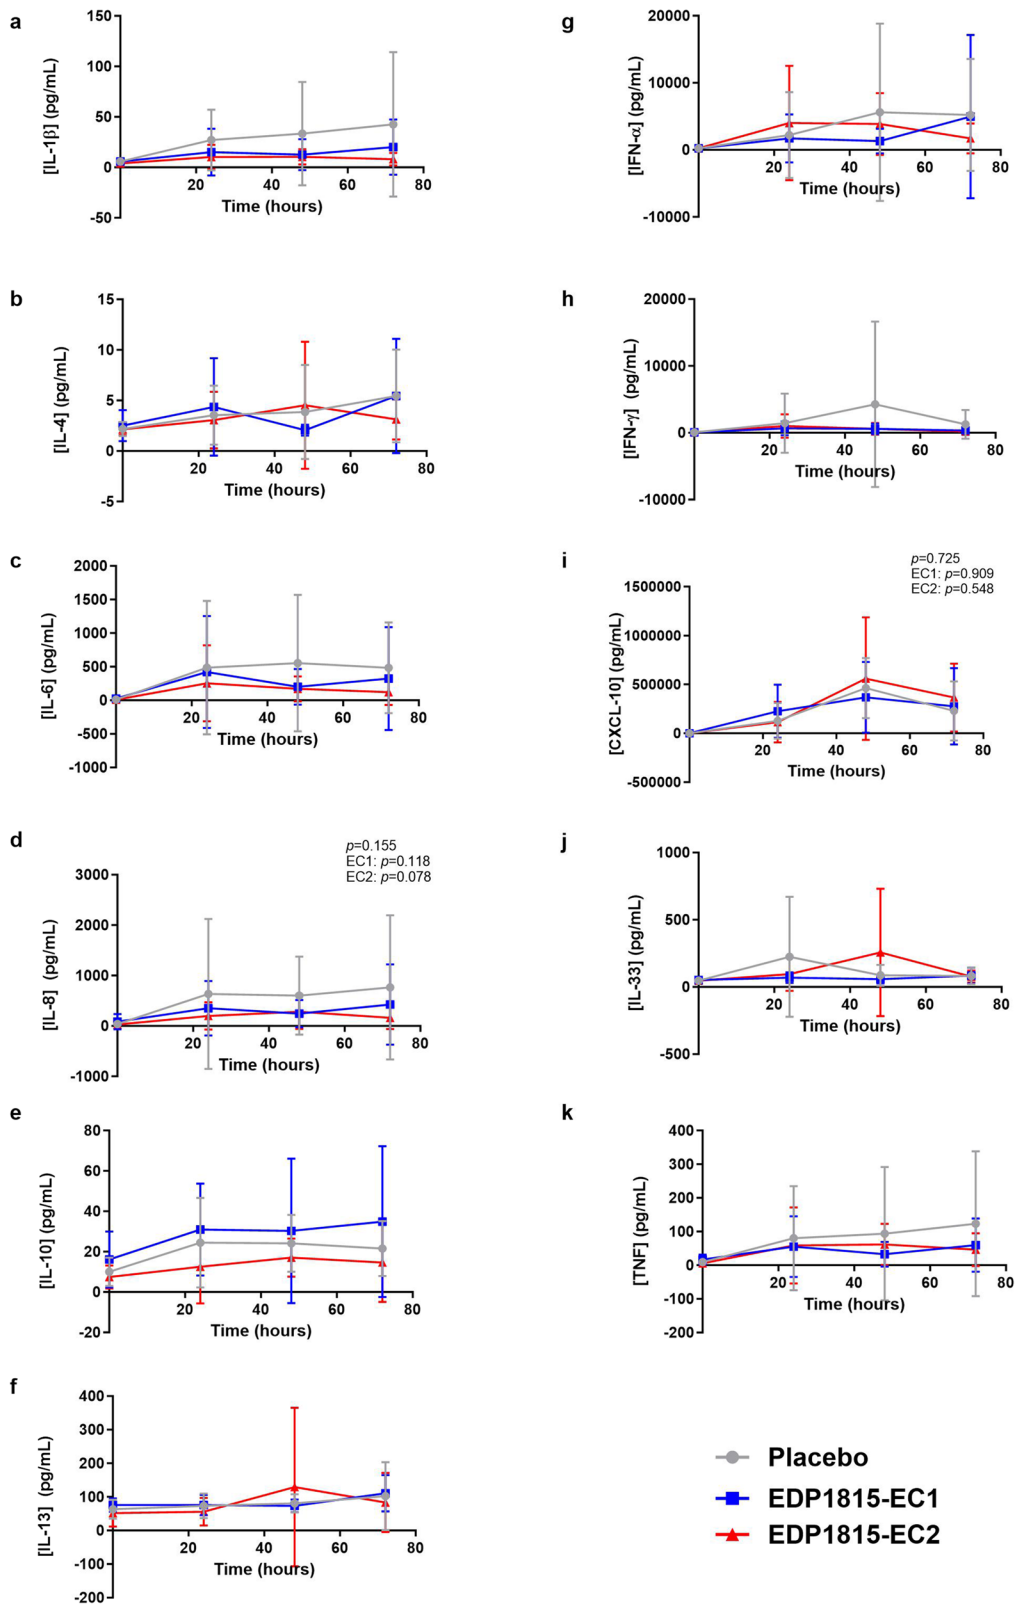 a
[IL-1β] (pg/mL)
150
100
50
0
-50
20
40
60
80
Time (hours)
b
[IL-4] (pg/mL)
15
10
5
0
-5
20
40
60
80
Time (hours)
c
[IL-6] (pg/mL)
2000
1500
1000
500
0
-500
-1000
20
40
60
80
Time (hours)
d
p=0.155
EC1: p=0.118
EC2: p=0.078
[IL-8] (pg/mL)
3000
2000
1000
0
-1000
20
40
60
80
Time (hours)
e
[IL-10] (pg/mL)
80
60
40
20
0
-20
20
40
60
80
Time (hours)
f
[IL-13] (pg/mL)
400
300
200
100
0
-100
-200
20
40
60
80
Time (hours)
g
[IFN-α] (pg/mL)
20000
10000
0
-10000
20
40
60
80
Time (hours)
h
[IFN-γ] (pg/mL)
20000
10000
0
-10000
20
40
60
80
Time (hours)
i
p=0.725
EC1: p=0.909
EC2: p=0.548
[CXCL-10] (pg/mL)
1500000
1000000
500000
0
-500000
20
40
60
80
Time (hours)
j
[IL-33] (pg/mL)
1000
500
0
-500
20
40
60
80
Time (hours)
k
[TNF] (pg/mL)
400
300
200
100
0
-100
-200
20
40
60
80
Time (hours)
Placebo
EDP1815-EC1
EDP1815-EC2